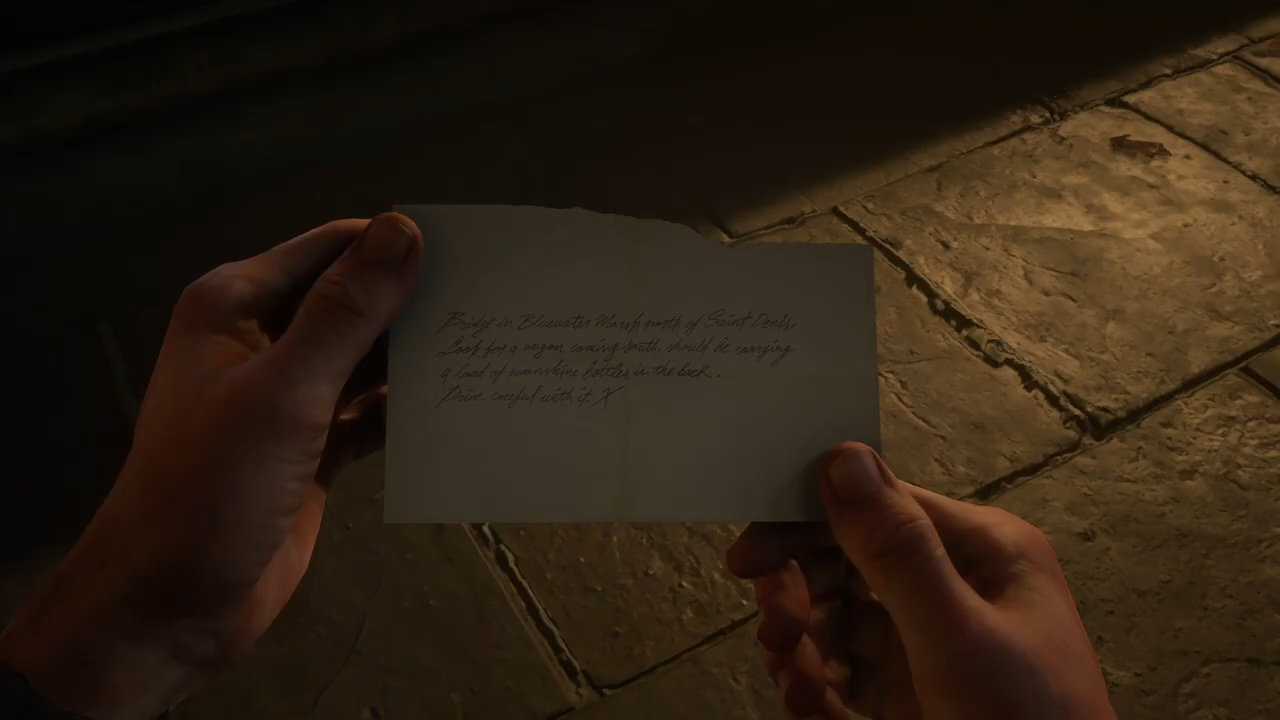 Bridge in Bluewater Marsh north of Saint Denis.
Look for a wagon coming south, should be carrying
a load of moonshine bottles in the back.
Drive careful with it X